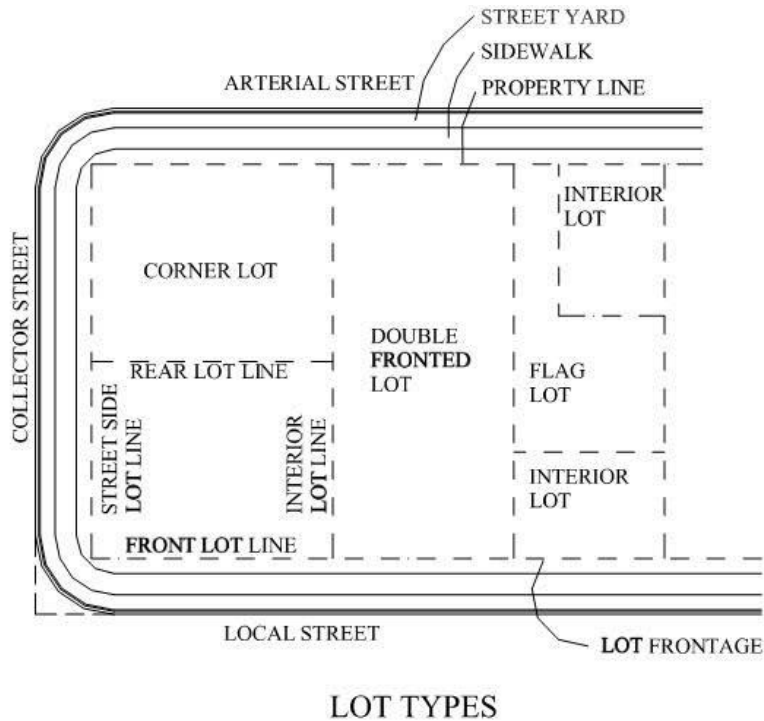 STREET YARD
SIDEWALK
ARTERIAL STREET
PROPERTY LINE
INTERIOR
LOT
CORNER LOT
COLLECTOR STREET
DOUBLE
FRONTED
LOT
REAR LOT LINE
FLAG
LOT
STREET SIDE
LOT LINE
INTERIOR
LOT LINE
INTERIOR
LOT
FRONT LOT LINE
LOCAL STREET
LOT FRONTAGE
LOT TYPES